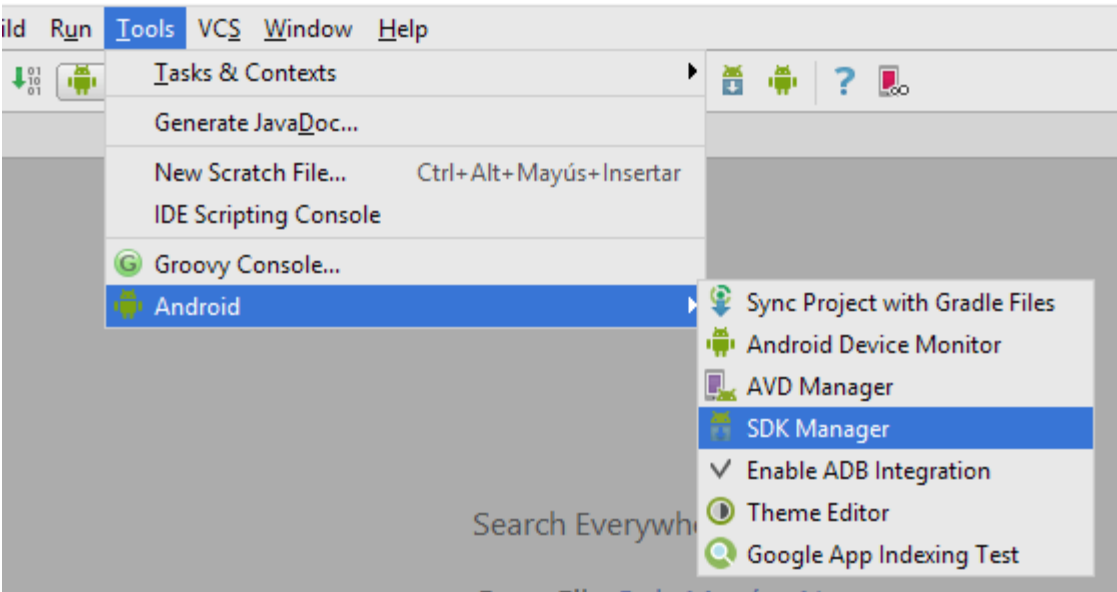 ild Run Tools VCS Window Help
Tasks & Contexts
Generate JavaDoc...
New Scratch File... Ctrl+Alt+Mayús+Insertar
IDE Scripting Console
Groovy Console...
Android
Sync Project with Gradle Files
Android Device Monitor
AVD Manager
SDK Manager
Enable ADB Integration
Theme Editor
Google App Indexing Test
Search Everywh